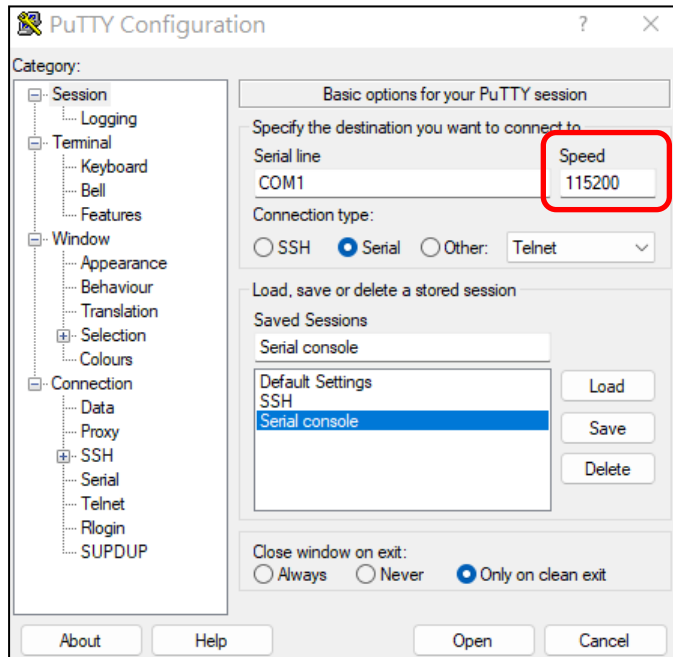 PuTTY Configuration
?
Category:
Session
Logging
Terminal
Keyboard
Bell
Features
Window
Appearance
Behaviour
Translation
Selection
Colours
Connection
Data
Proxy
SSH
Serial
Telnet
Rlogin
SUPDUP
Basic options for your PuTTY session
Specify the destination you want to connect to
Serial line Speed
COM1 115200
Connection type:
SSH Serial Other: Telnet
Load, save or delete a stored session
Saved Sessions
Serial console
Default Settings
SSH
Serial console
Load
Save
Delete
Close window on exit:
Always Never Only on clean exit
About Help Open Cancel